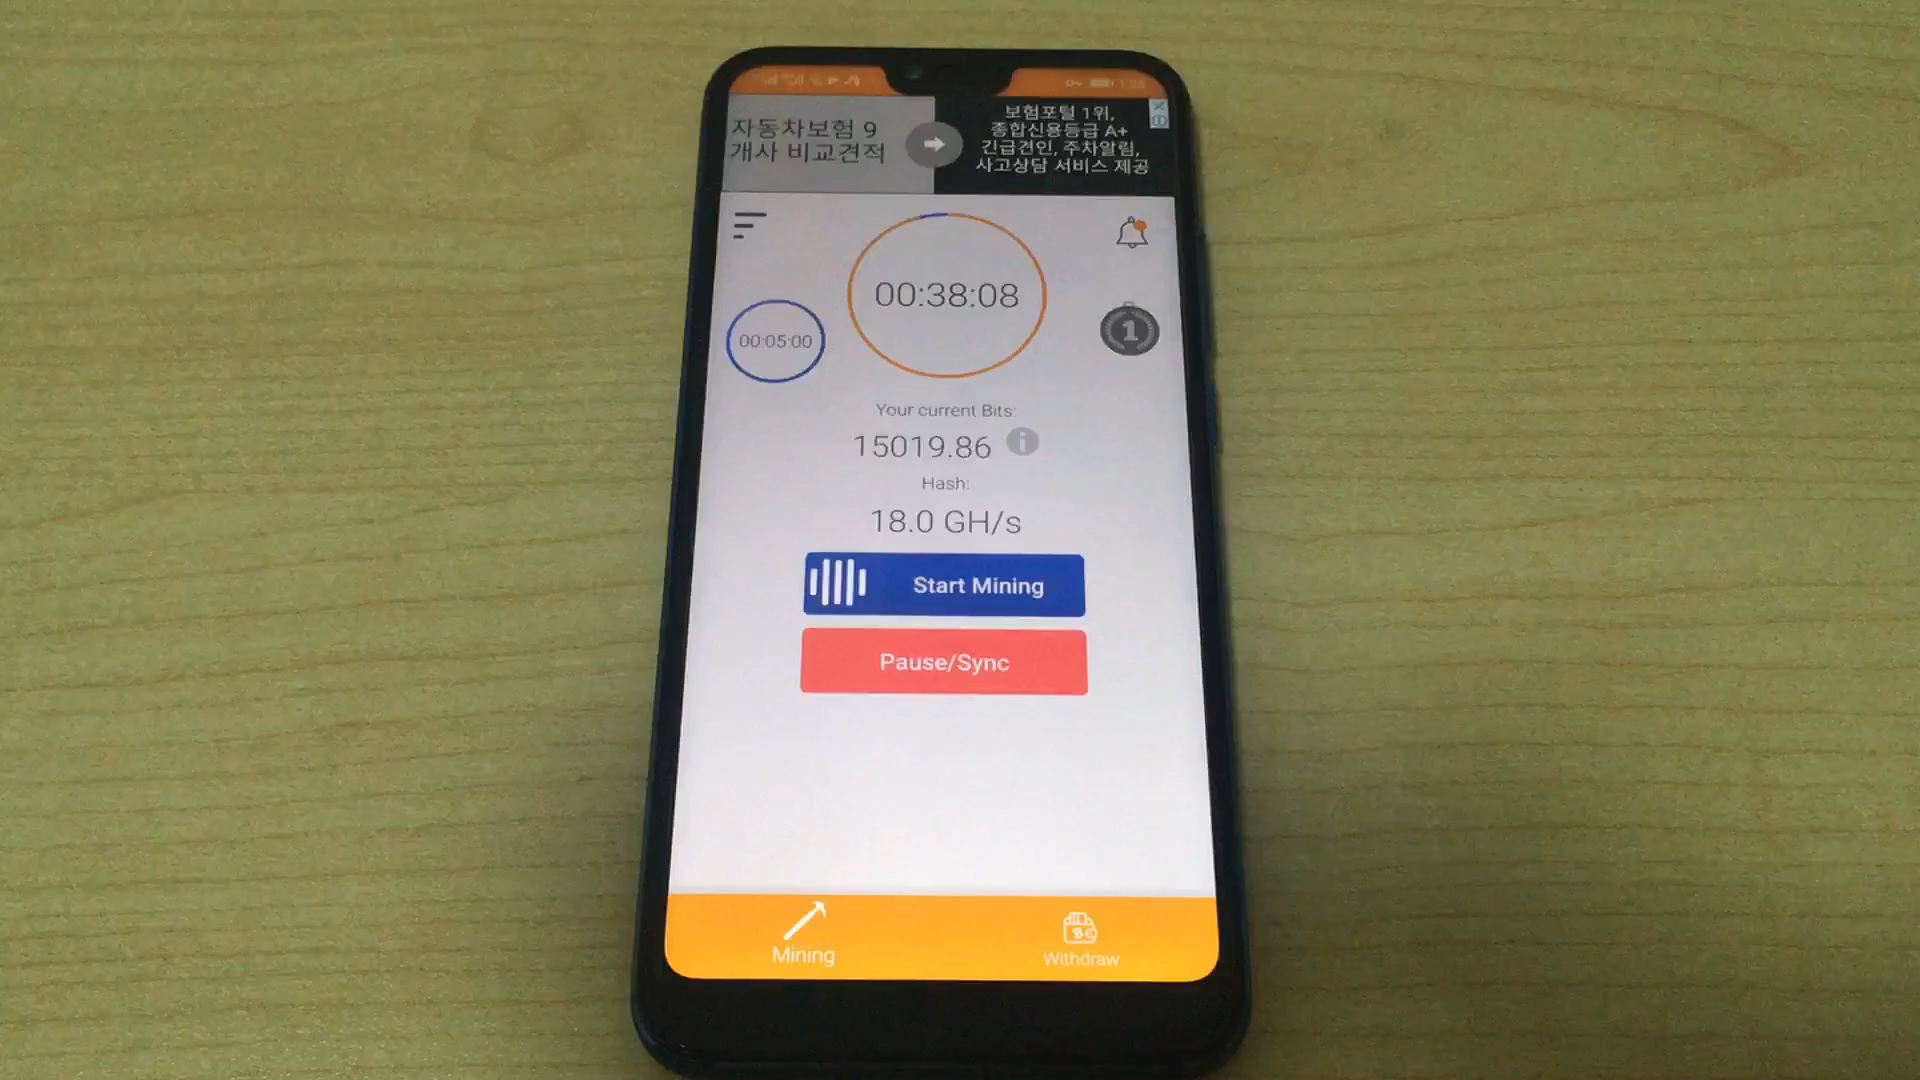 자동차보험 9
개사 비교견적
보험포털 1위,
종합신용등급 A+
긴급견인, 주차알림,
사고상담 서비스 제공
00:38:08
00:05:00
1
Your current Bits:
15019.86
Hash:
18.0 GH/s
Start Mining
Pause/Sync
Mining
Withdraw